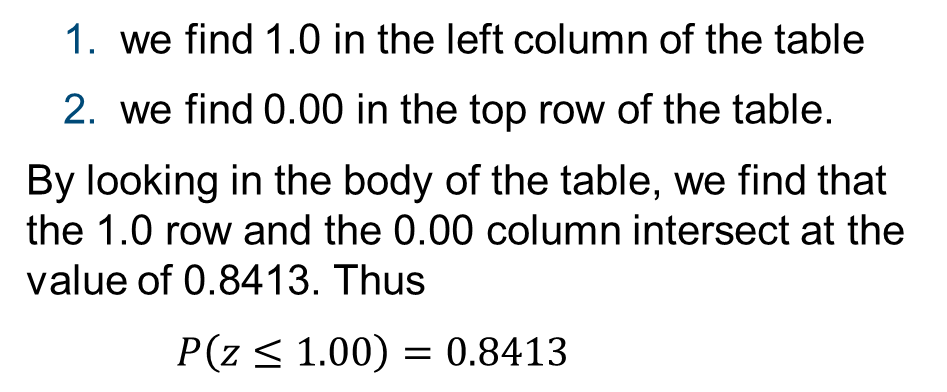 1. we find 1.0 in the left column of the table
2. we find 0.00 in the top row of the table.
By looking in the body of the table, we find that
the 1.0 row and the 0.00 column intersect at the
value of 0.8413. Thus
𝑃(𝑧 ≤ 1.00) = 0.8413